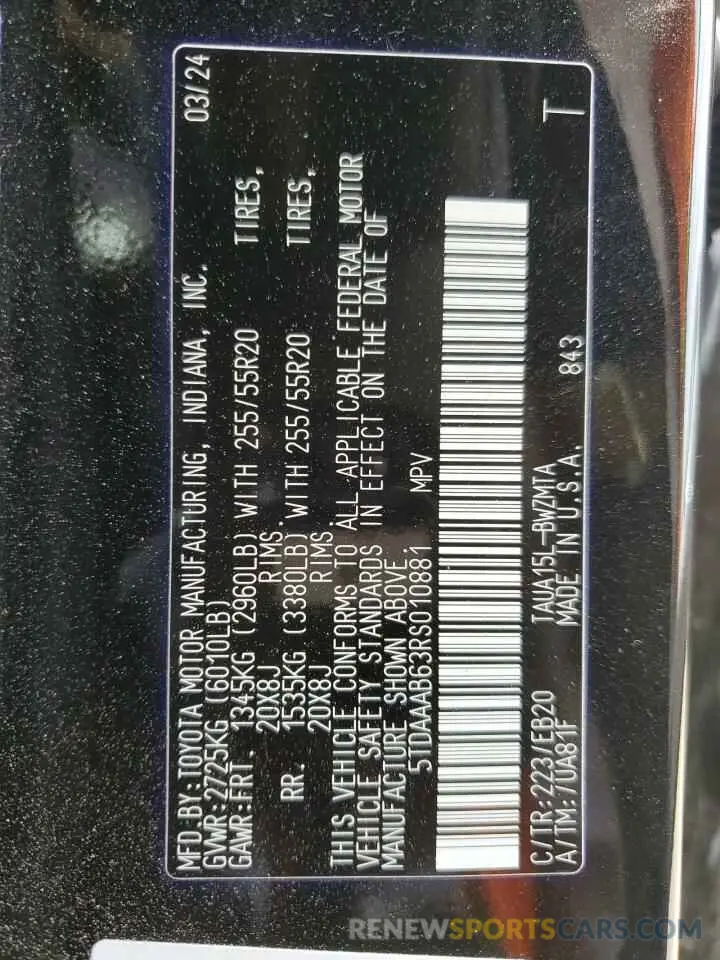 MFD.BY:TOYOTA MOTOR MANUFACTURING, INDIANA, INC. 03/24
GVWR:2725KG (6010LB)
GAWR:FRT. 1345KG (2960LB) WITH 255/55R20 TIRES,
20X8J RIMS.
RR. 1535KG (3380LB) WITH 255/55R20 TIRES,
20X8J RIMS.
THIS VEHICLE CONFORMS TO ALL APPLICABLE FEDERAL MOTOR
VEHICLE SAFETY STANDARDS IN EFFECT ON THE DATE OF
MANUFACTURE SHOWN ABOVE.
5TDAAAB63RS010881 MPV
C/TR:223/EB20 TAUA15L-BWZMTA T
A/TM:/UA81F MADE IN U.S.A. 843
RENEWSPORTSCARS.COM